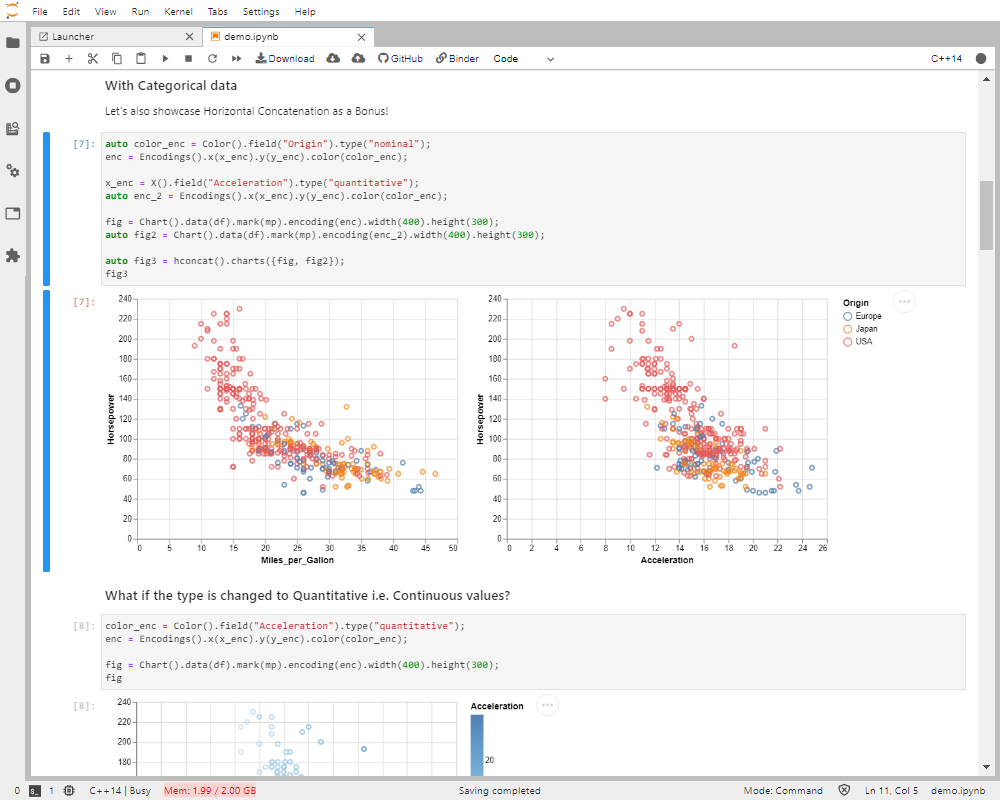 File Edit View Run Kernel Tabs Settings Help
Launcher
demo.ipynb
Download GitHub Binder Code C++14
With Categorical data
Let's also showcase Horizontal Concatenation as a Bonus!
[7]:
auto color_enc = Color().field("Origin").type("nominal");
enc = Encodings().x(x_enc).y(y_enc).color(color_enc);
x_enc = X().field("Acceleration").type("quantitative");
auto enc_2 = Encodings().x(x_enc).y(y_enc).color(color_enc);
fig = Chart().data(df).mark(mp).encoding(enc).width(400).height(300);
auto fig2 = Chart().data(df).mark(mp).encoding(enc_2).width(400).height(300);
auto fig3 = hconcat().charts({fig, fig2});
fig3
[7]:
240
220
200
180
160
140
120
100
80
60
40
20
0
Horsepower
0 5 10 15 20 25 30 35 40 45 50
Miles_per_Gallon
240
220
200
180
160
140
120
100
80
60
40
20
0
Horsepower
0 2 4 6 8 10 12 14 16 18 20 22 24 26
Acceleration
Origin
Europe
Japan
USA
What if the type is changed to Quantitative i.e. Continuous values?
[8]:
color_enc = Color().field("Acceleration").type("quantitative");
enc = Encodings().x(x_enc).y(y_enc).color(color_enc);
fig = Chart().data(df).mark(mp).encoding(enc).width(400).height(300);
fig
[8]:
240
220
200
180
Acceleration
20
0 1 C++14 | Busy Mem: 1.99 / 2.00 GB Saving completed Mode: Command Ln 11, Col 5 demo.ipynb